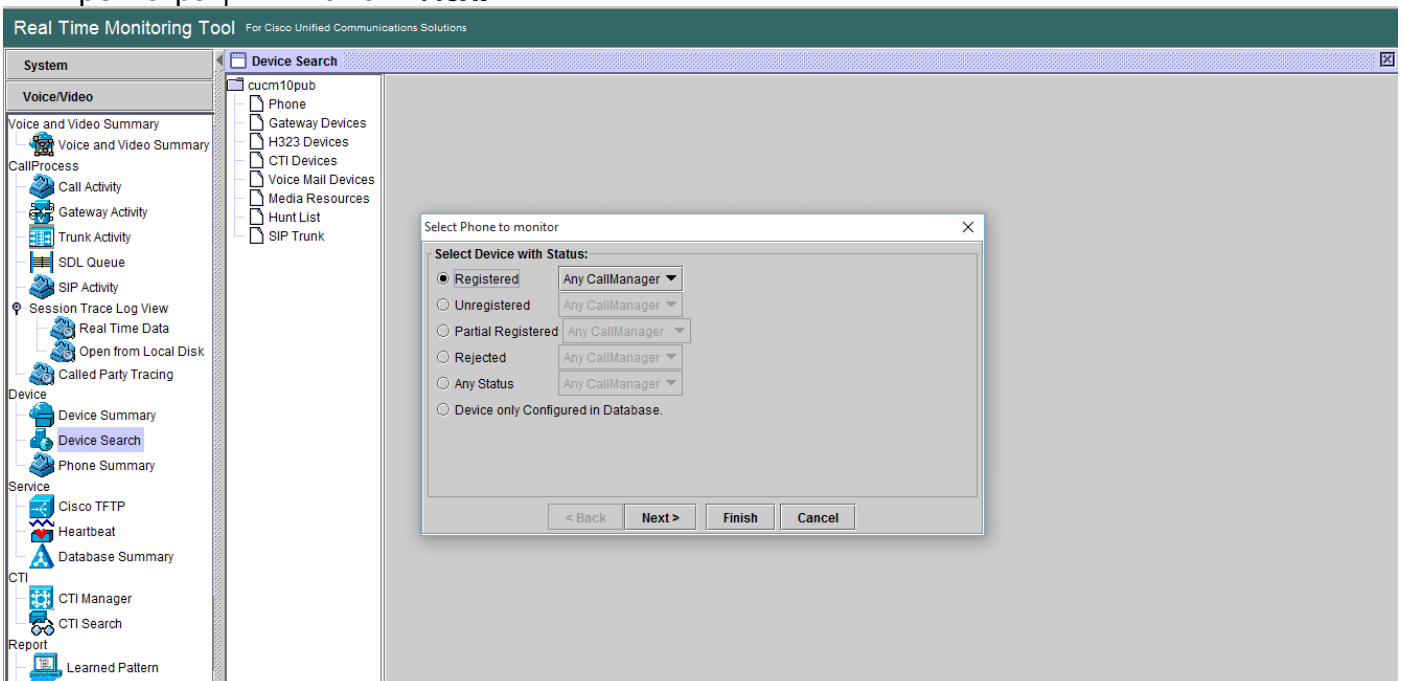 Real Time Monitoring Tool For Cisco Unified Communications Solutions
System
Voice/Video
Voice and Video Summary
Voice and Video Summary
CallProcess
Call Activity
Gateway Activity
Trunk Activity
SDL Queue
SIP Activity
Session Trace Log View
Real Time Data
Open from Local Disk
Called Party Tracing
Device
Device Summary
Device Search
Phone Summary
Service
Cisco TFTP
Heartbeat
Database Summary
CTI
CTI Manager
CTI Search
Report
Learned Pattern
Device Search
cucm10pub
Phone
Gateway Devices
H323 Devices
CTI Devices
Voice Mail Devices
Media Resources
Hunt List
SIP Trunk
Select Phone to monitor
Select Device with Status:
Registered Any CallManager
Unregistered Any CallManager
Partial Registered Any CallManager
Rejected Any CallManager
Any Status Any CallManager
Device only Configured in Database.
< Back Next > Finish Cancel